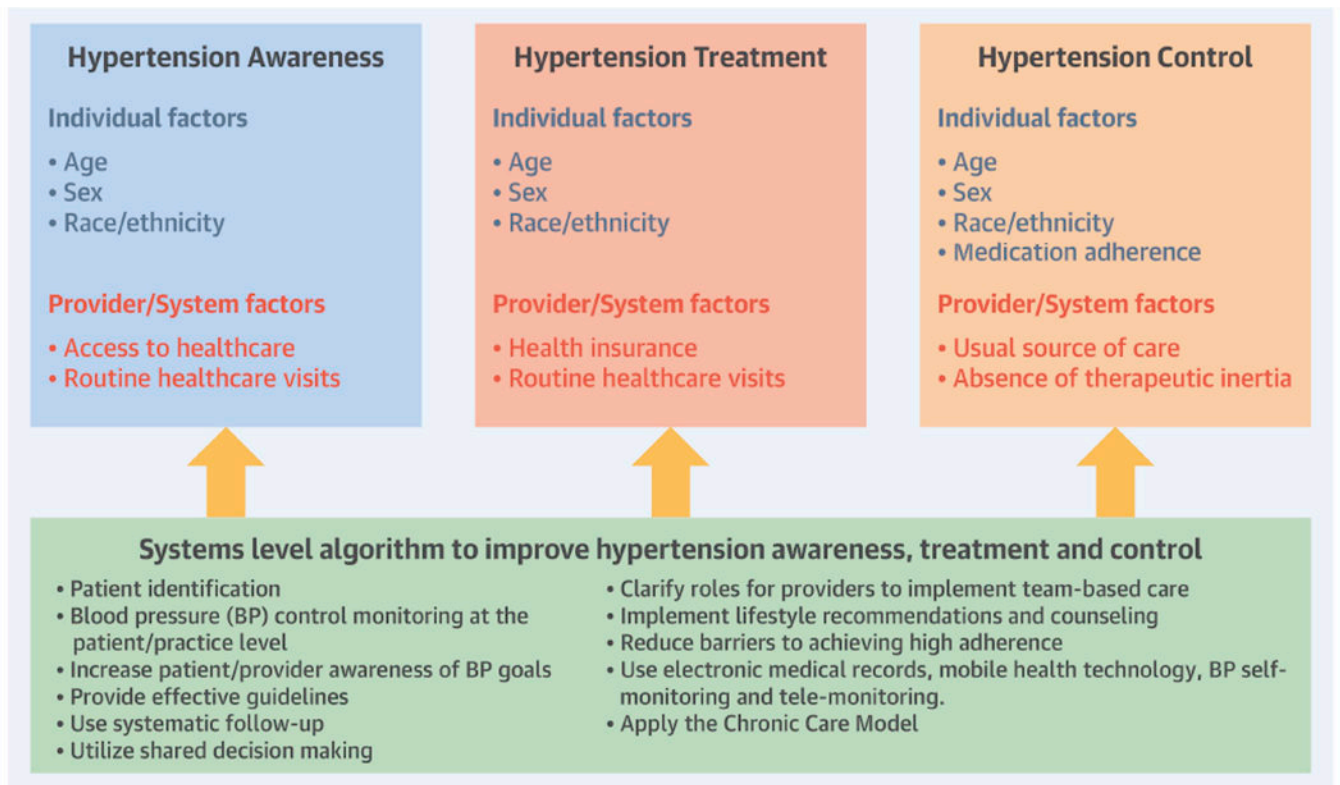 Hypertension Awareness
Individual factors
• Age
• Sex
• Race/ethnicity
Provider/System factors
• Access to healthcare
• Routine healthcare visits
Hypertension Treatment
Individual factors
• Age
• Sex
• Race/ethnicity
Provider/System factors
• Health insurance
• Routine healthcare visits
Hypertension Control
Individual factors
• Age
• Sex
• Race/ethnicity
• Medication adherence
Provider/System factors
• Usual source of care
• Absence of therapeutic inertia
Systems level algorithm to improve hypertension awareness, treatment and control
• Patient identification
• Blood pressure (BP) control monitoring at the
patient/practice level
• Increase patient/provider awareness of BP goals
• Provide effective guidelines
• Use systematic follow-up
• Utilize shared decision making
• Clarify roles for providers to implement team-based care
• Implement lifestyle recommendations and counseling
• Reduce barriers to achieving high adherence
• Use electronic medical records, mobile health technology, BP self-
monitoring and tele-monitoring.
• Apply the Chronic Care Model